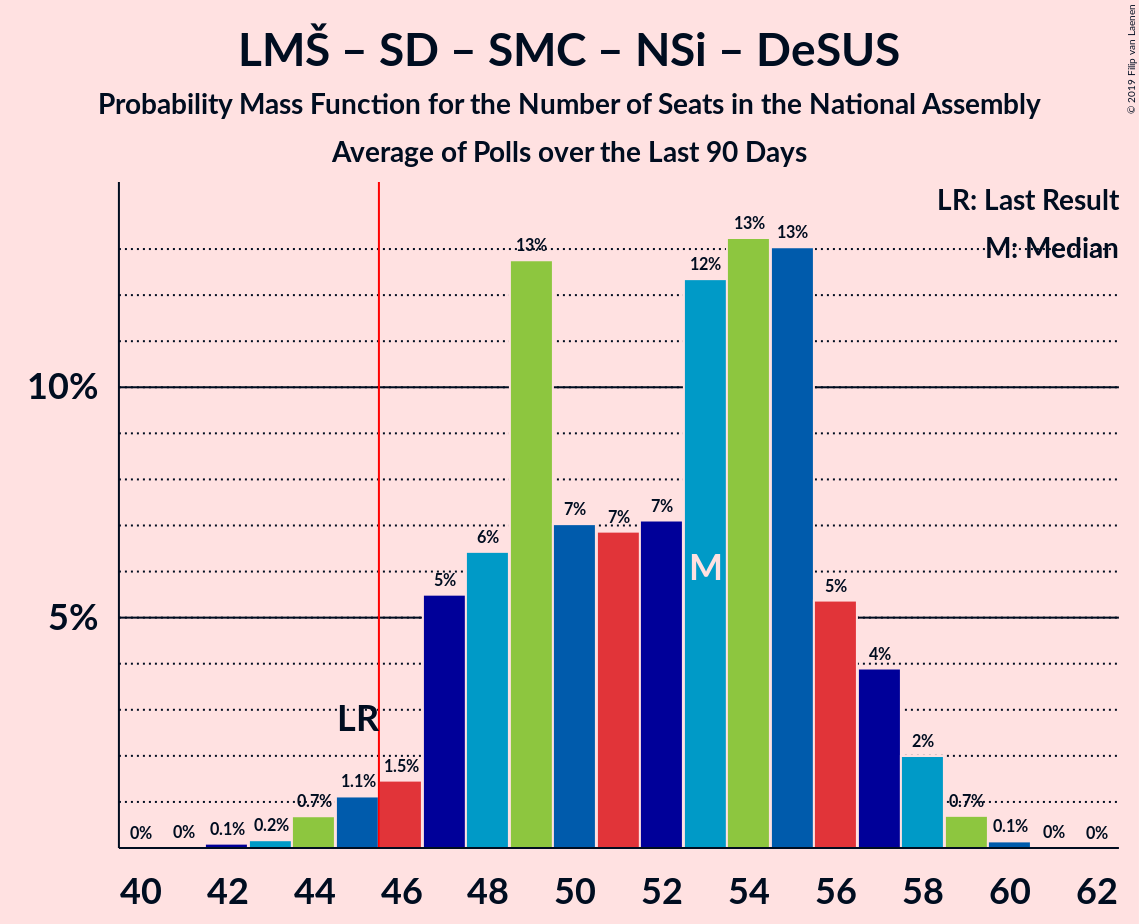 LMŠ – SD – SMC – NSi – DeSUS
Probability Mass Function for the Number of Seats in the National Assembly
Average of Polls over the Last 90 Days
© 2019 Filip van Laenen
LR: Last Result
M: Median
10%
5%
LR
M
0%
0%
0.1%
0.2%
0.7%
1.1%
1.5%
5%
6%
13%
7%
7%
7%
12%
13%
13%
5%
4%
2%
0.7%
0.1%
0%
0%
40 42 44 46 48 50 52 54 56 58 60 62